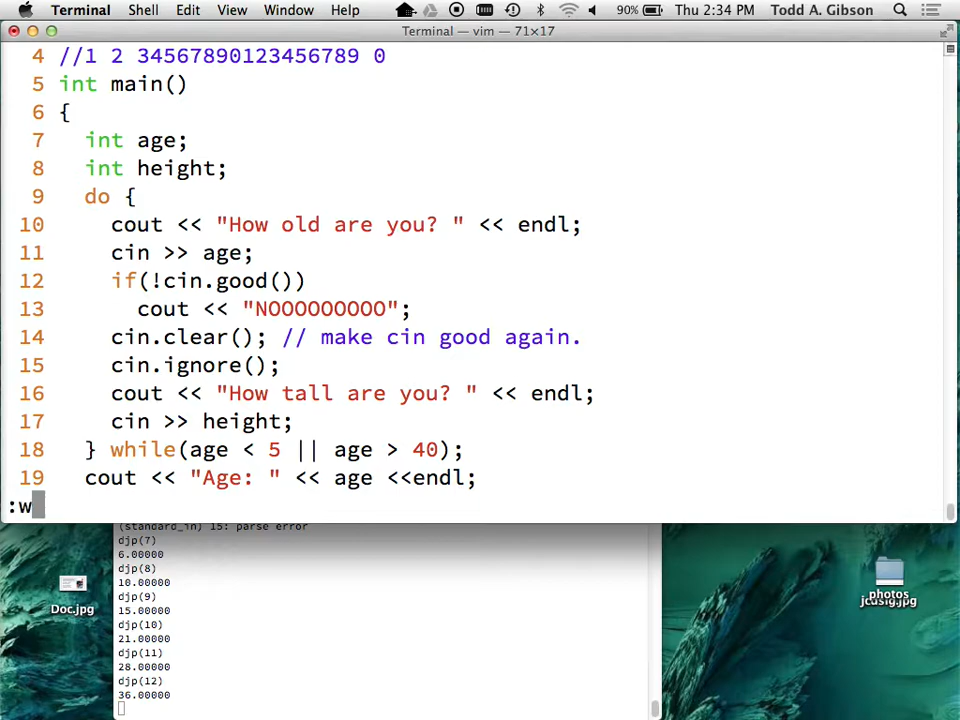 Terminal Shell Edit View Window Help 90% Thu 2:34 PM Todd A. Gibson
Terminal — vim — 71×17
4 //1 2 34567890123456789 0
5 int main()
6 {
7 int age;
8 int height;
9 do {
10 cout << "How old are you? " << endl;
11 cin >> age;
12 if(!cin.good())
13 cout << "NOOOOOOOOO";
14 cin.clear(); // make cin good again.
15 cin.ignore();
16 cout << "How tall are you? " << endl;
17 cin >> height;
18 } while(age < 5 || age > 40);
19 cout << "Age: " << age <<endl;
:w
(standard_in) 15: parse error
djp(7)
6.00000
djp(8)
10.00000
djp(9)
15.00000
djp(10)
21.00000
djp(11)
28.00000
djp(12)
36.00000
Doc.jpg
photos
jcdsig.jpg